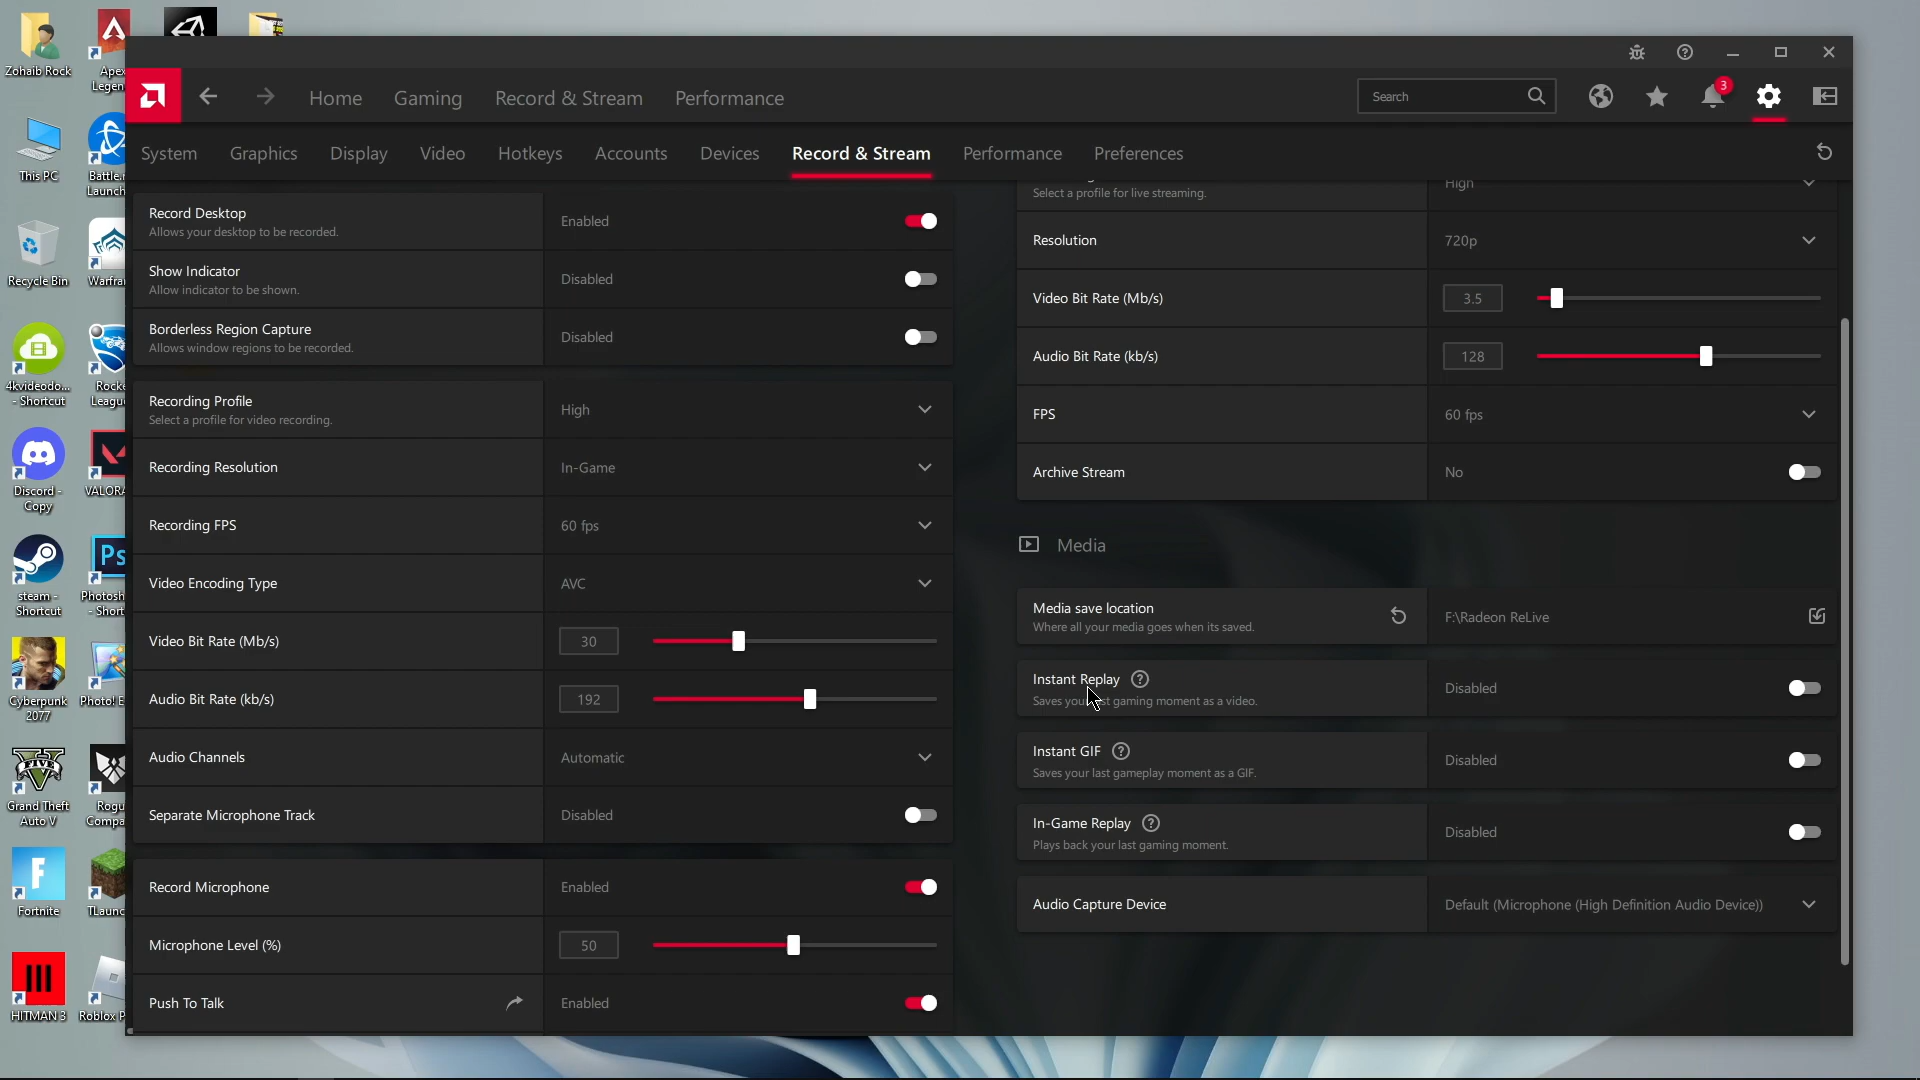 Zohaib Rock
Apex
Legen
This PC
Battle.n
Launch
Recycle Bin
Warfra
4kvideodo...
- Shortcut
Rocke
Leagu
Discord -
Copy
VALORA
steam -
Shortcut
Ps
Photosh
- Short
Cyberpunk
2077
Photo! E
Grand Theft
Auto V
Rogu
Compa
Fortnite
TLaunc
HITMAN 3
Roblox P
Home
Gaming
Record & Stream
Performance
Search
3
System
Graphics
Display
Video
Hotkeys
Accounts
Devices
Record & Stream
Performance
Preferences
Record Desktop
Allows your desktop to be recorded.
Enabled
Show Indicator
Allow indicator to be shown.
Disabled
Borderless Region Capture
Allows window regions to be recorded.
Disabled
Recording Profile
Select a profile for video recording.
High
Recording Resolution
In-Game
Recording FPS
60 fps
Video Encoding Type
AVC
Video Bit Rate (Mb/s)
30
Audio Bit Rate (kb/s)
192
Audio Channels
Automatic
Separate Microphone Track
Disabled
Record Microphone
Enabled
Microphone Level (%)
50
Push To Talk
Enabled
Select a profile for live streaming.
High
Resolution
720p
Video Bit Rate (Mb/s)
3.5
Audio Bit Rate (kb/s)
128
FPS
60 fps
Archive Stream
No
Media
Media save location
Where all your media goes when its saved.
F:\Radeon ReLive
Instant Replay
Saves your last gaming moment as a video.
Disabled
Instant GIF
Saves your last gameplay moment as a GIF.
Disabled
In-Game Replay
Plays back your last gaming moment.
Disabled
Audio Capture Device
Default (Microphone (High Definition Audio Device))